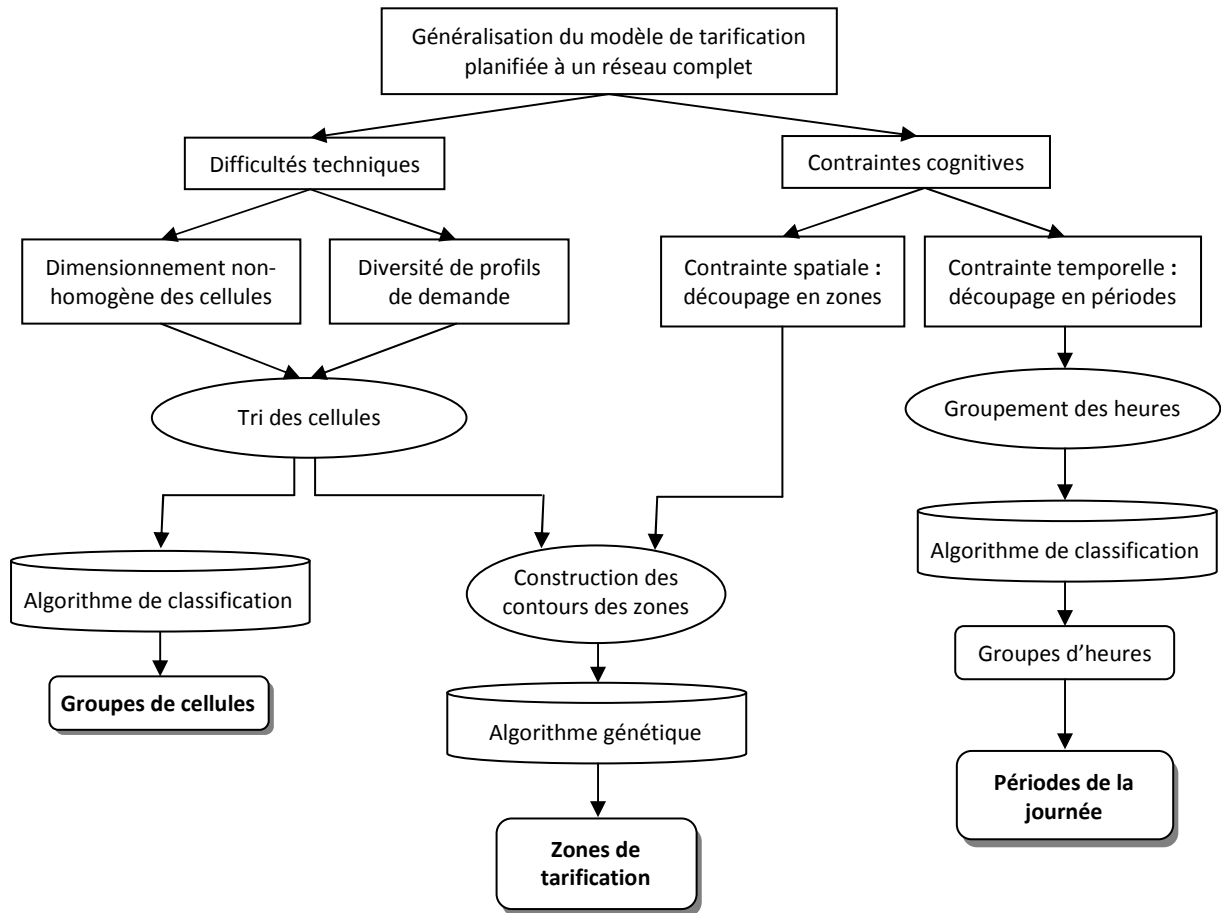 Généralisation du modèle de tarification
planifiée à un réseau complet
Difficultés techniques
Contraintes cognitives
Dimensionnement non-
homogène des cellules
Diversité de profils
de demande
Contrainte spatiale :
découpage en zones
Contrainte temporelle :
découpage en périodes
Tri des cellules
Groupement des heures
Algorithme de classification
Construction des
contours des zones
Algorithme de classification
Groupes de cellules
Algorithme génétique
Groupes d’heures
Zones de
tarification
Périodes de la
journée